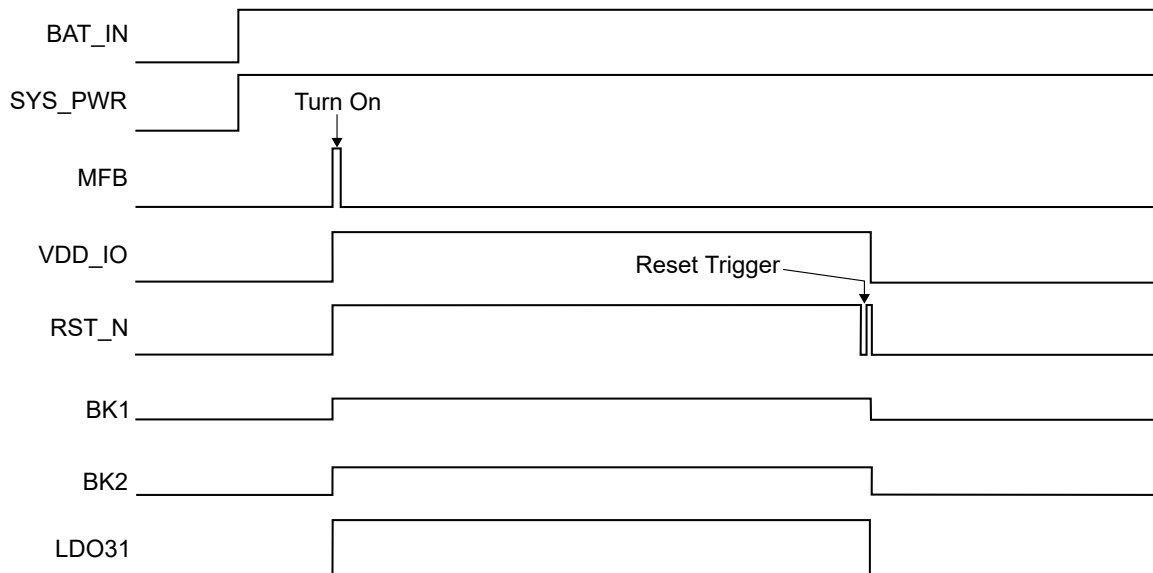 BAT_IN
SYS_PWR
Turn On
MFB
VDD_IO
Reset Trigger
RST_N
BK1
BK2
LDO31